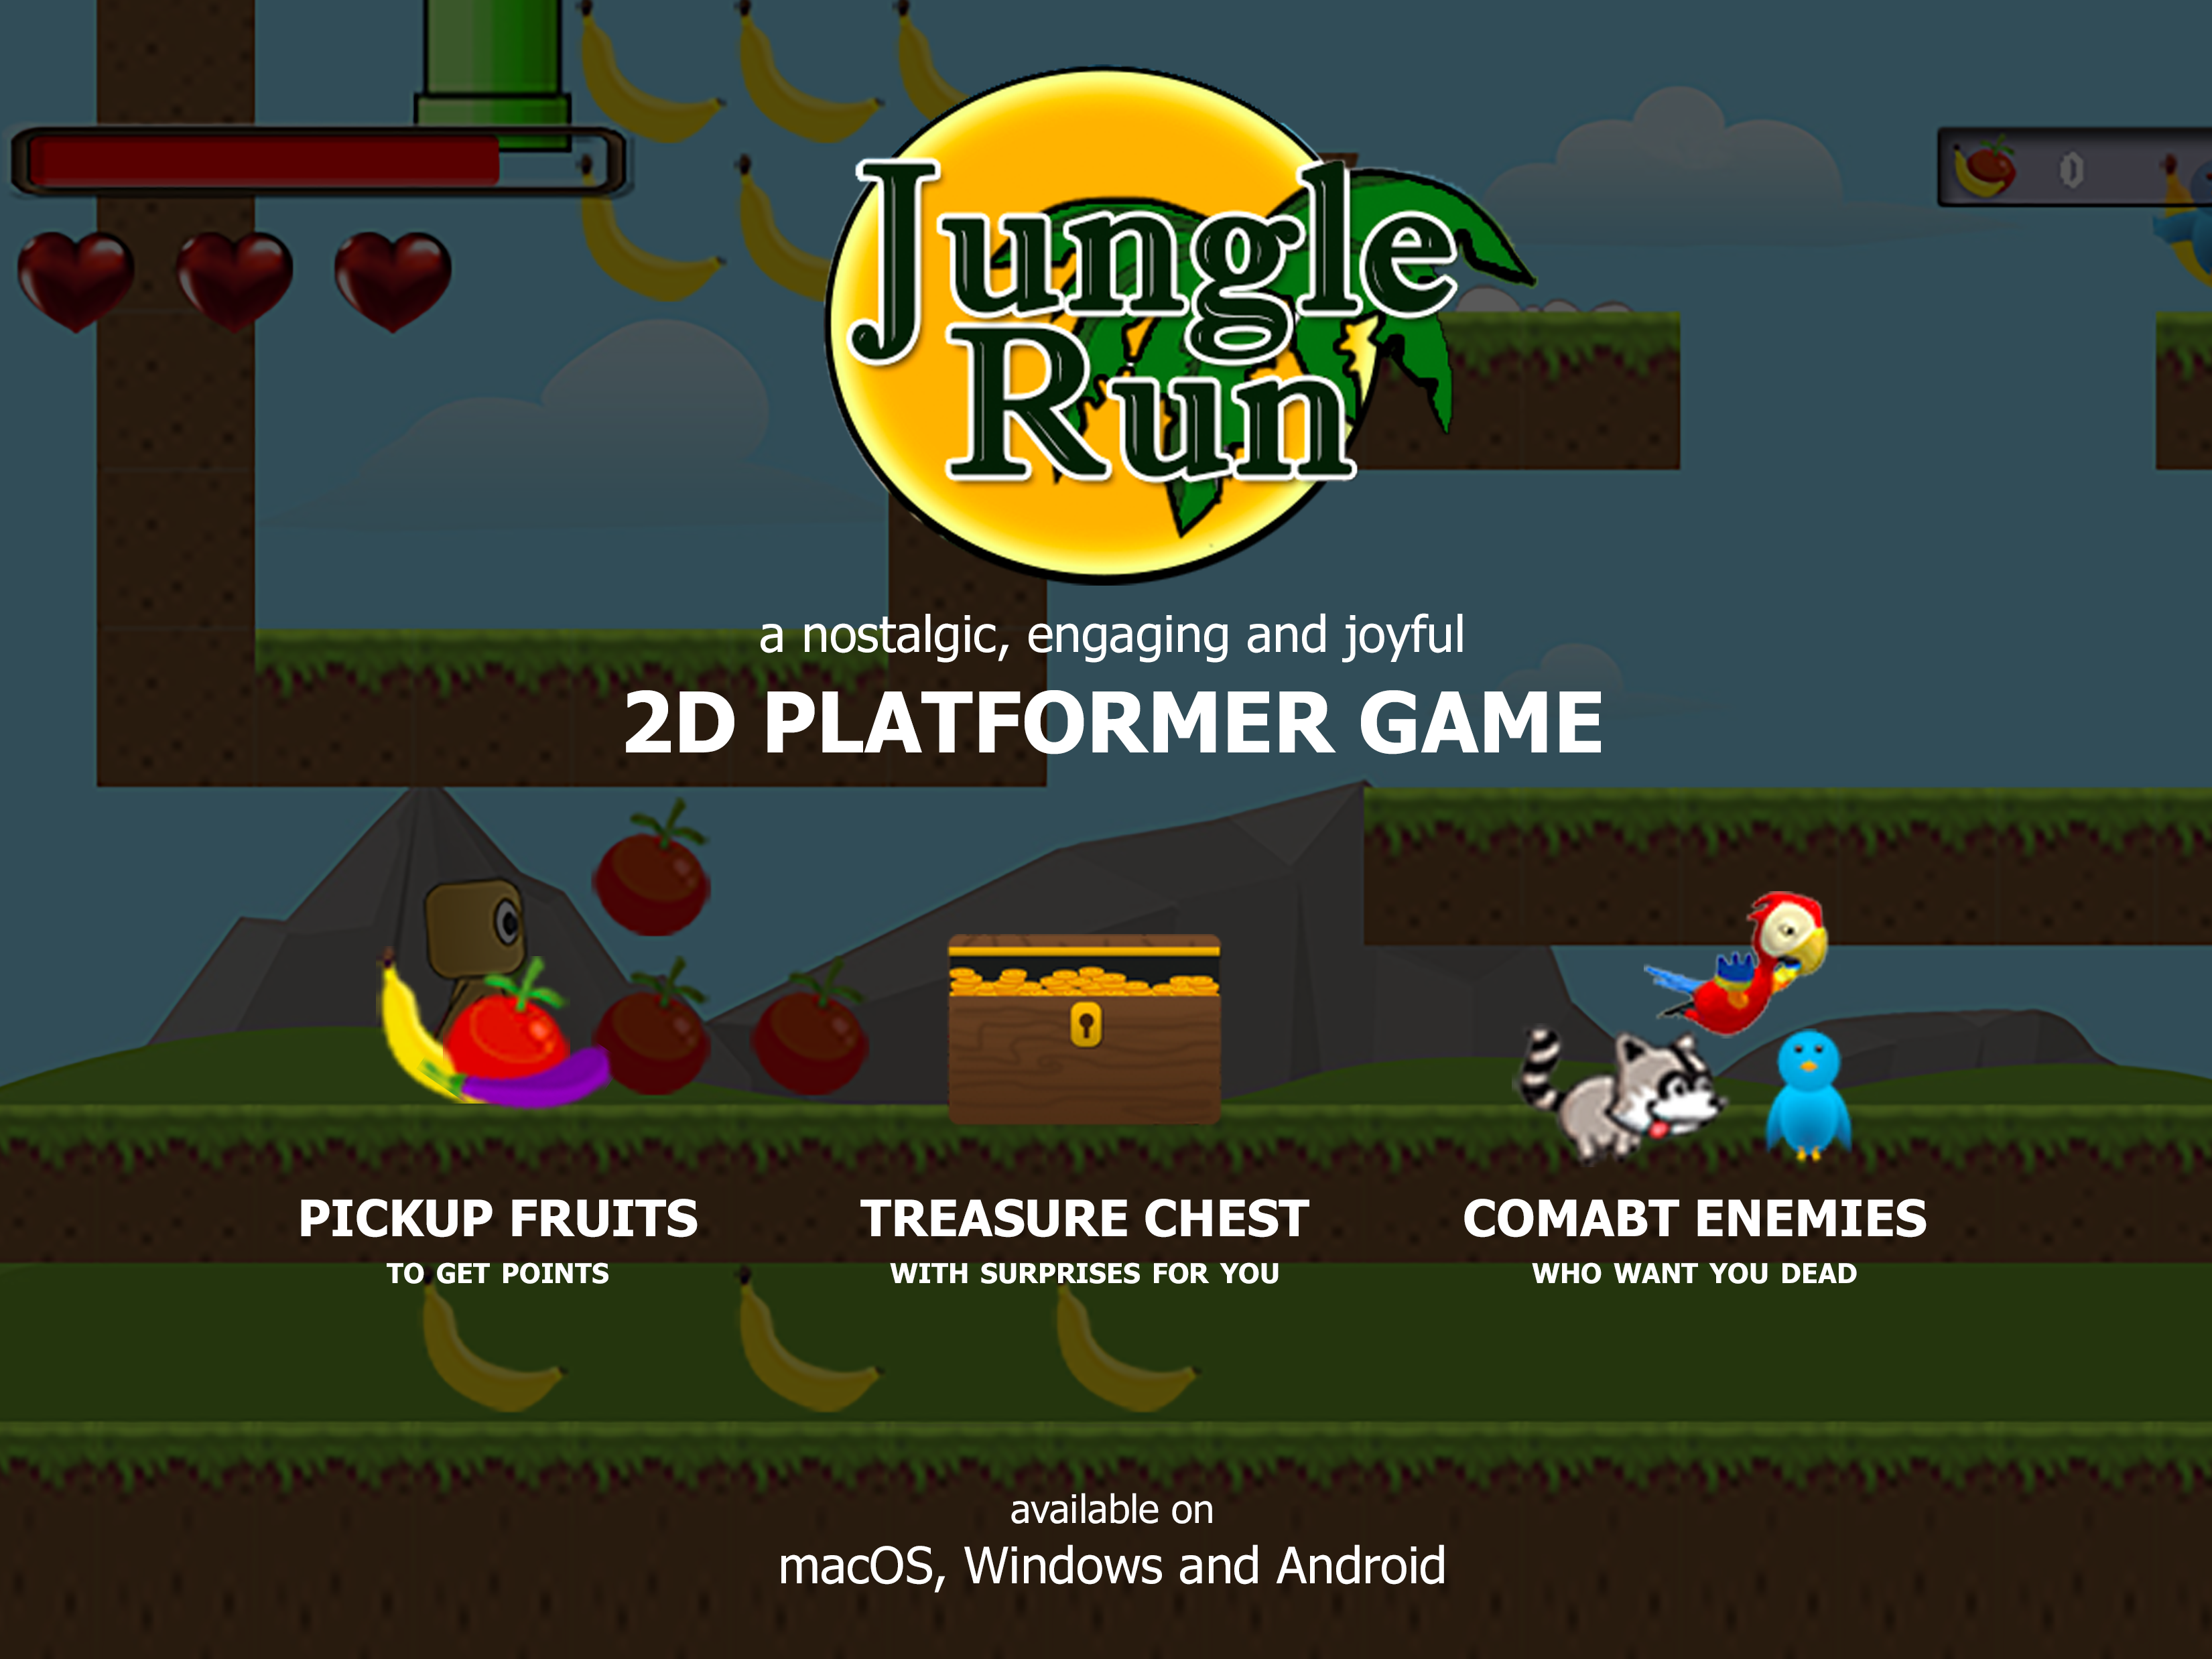 0
Jungle
Run
a nostalgic, engaging and joyful
2D PLATFORMER GAME
PICKUP FRUITS
TO GET POINTS
TREASURE CHEST
WITH SURPRISES FOR YOU
COMABT ENEMIES
WHO WANT YOU DEAD
available on
macOS, Windows and Android